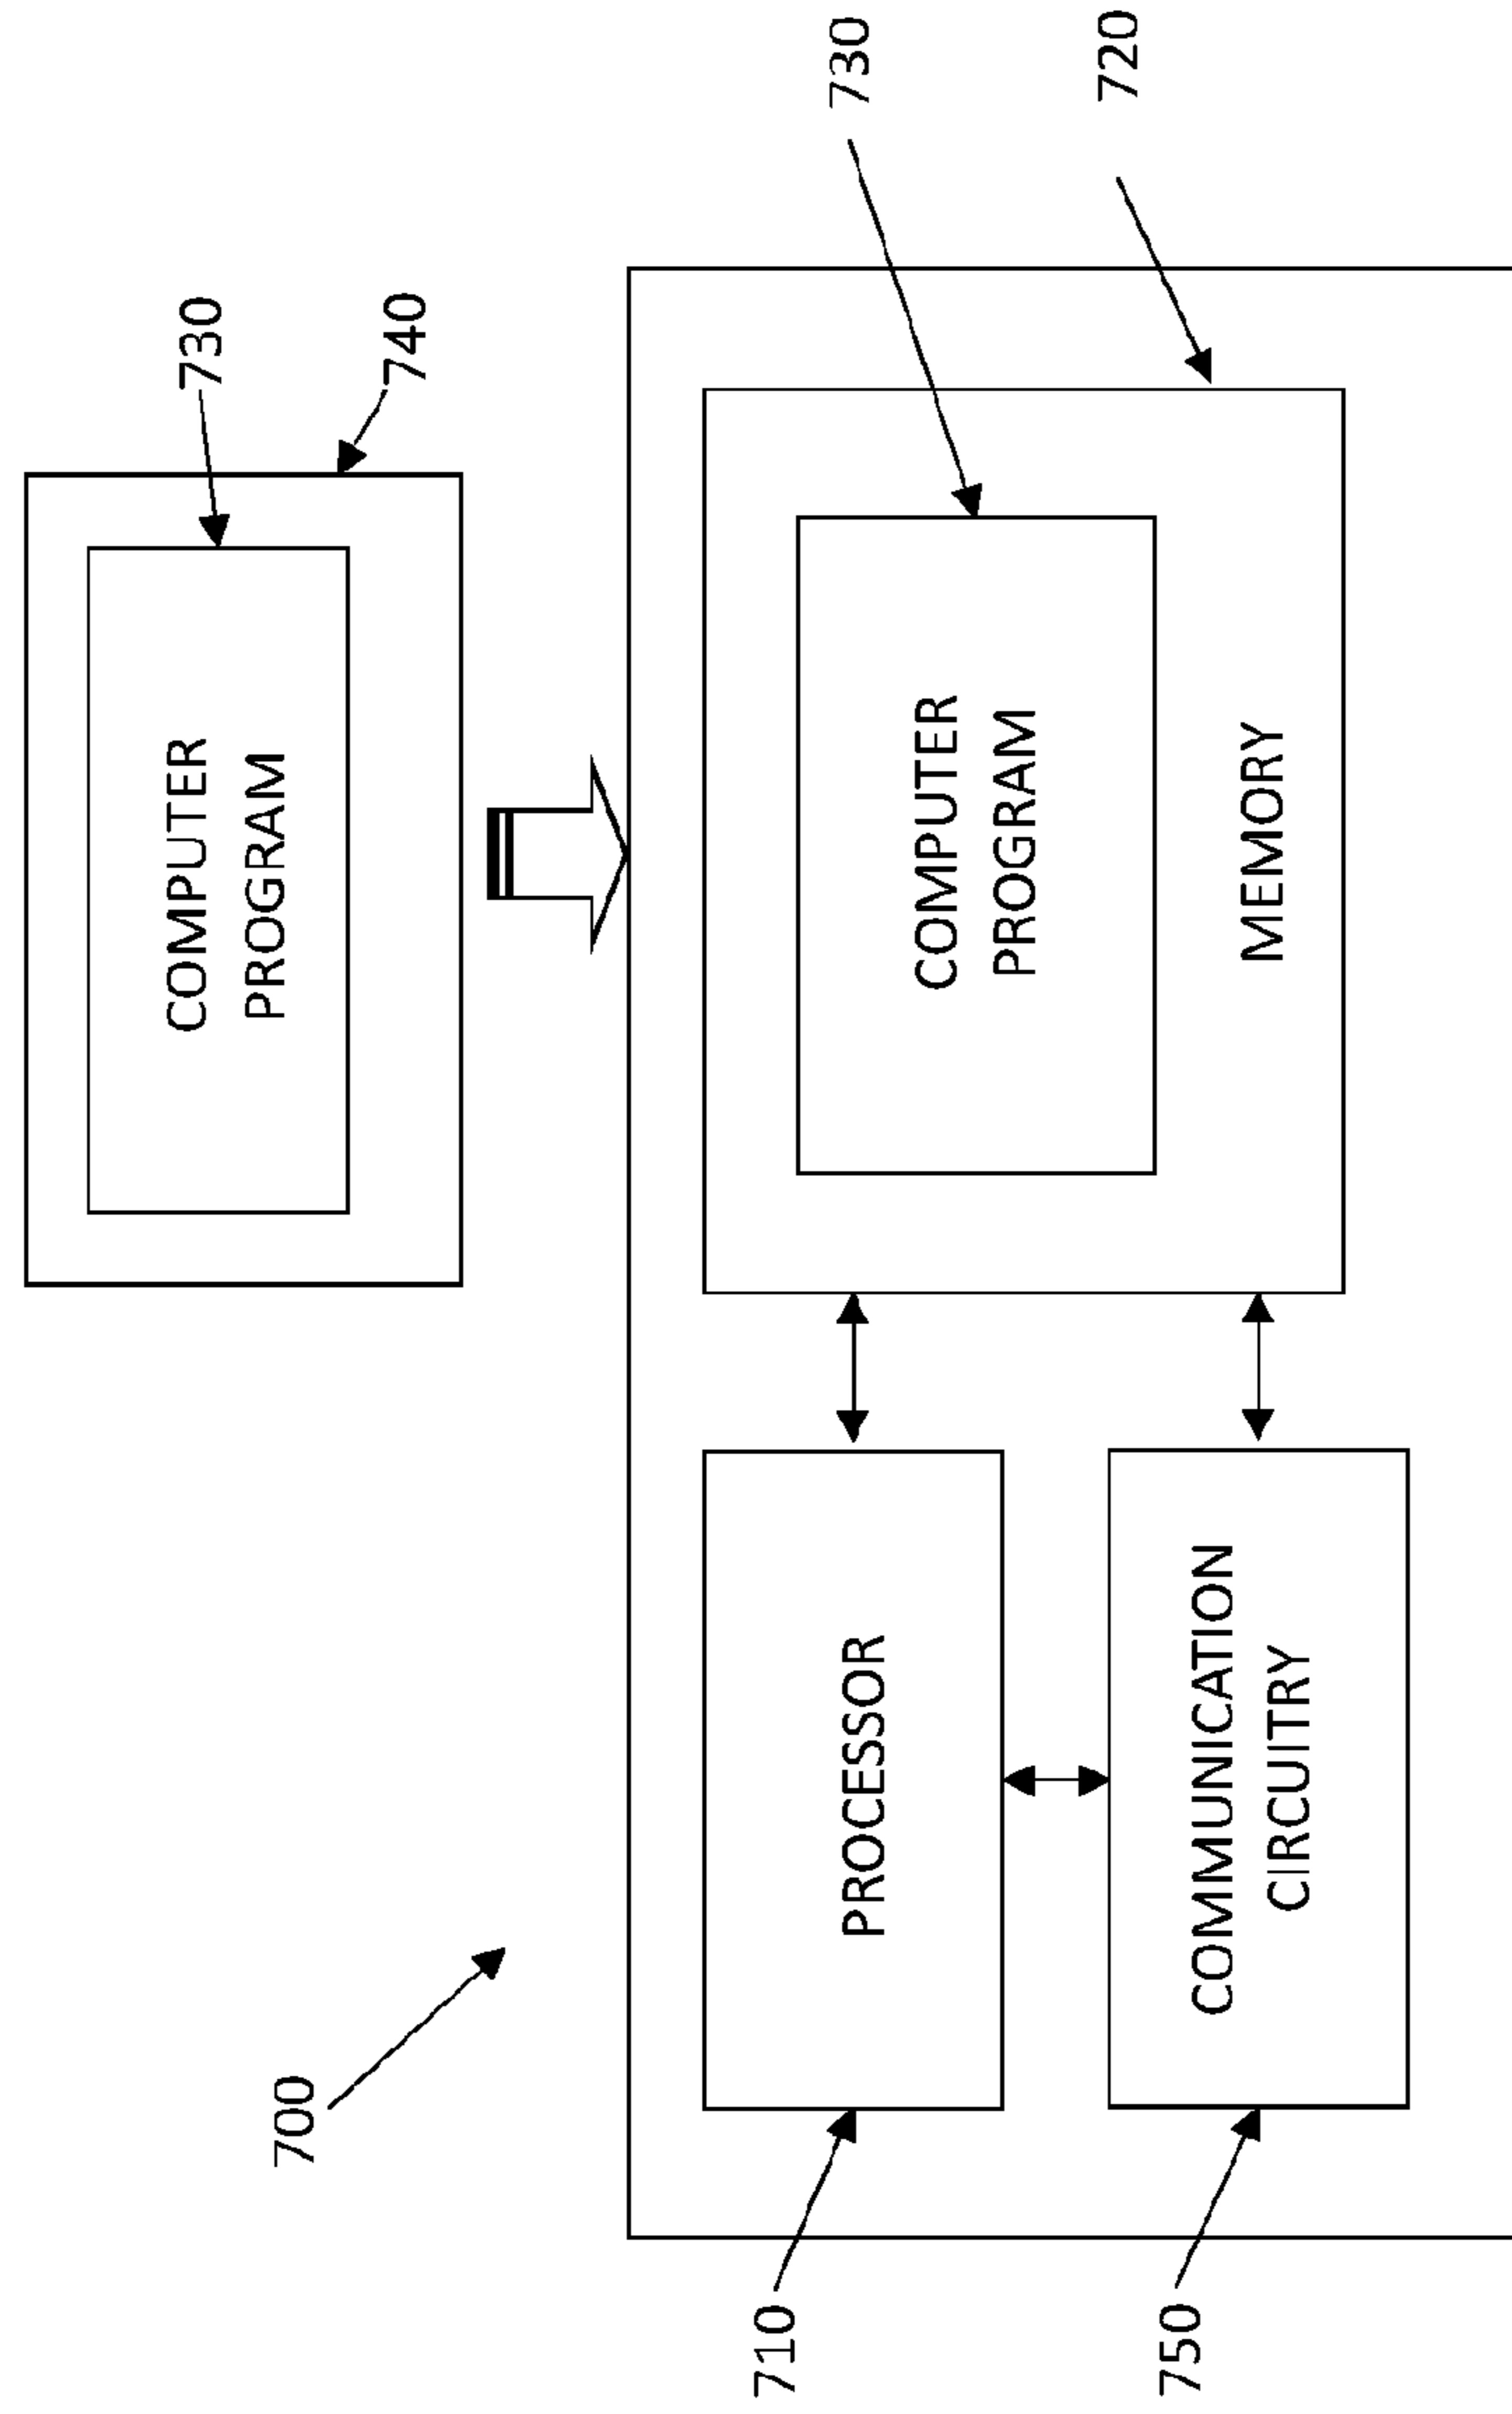 730
COMPUTER
PROGRAM
740
700
730
COMPUTER
PROGRAM
720
MEMORY
710
PROCESSOR
750
COMMUNICATION
CIRCUITRY